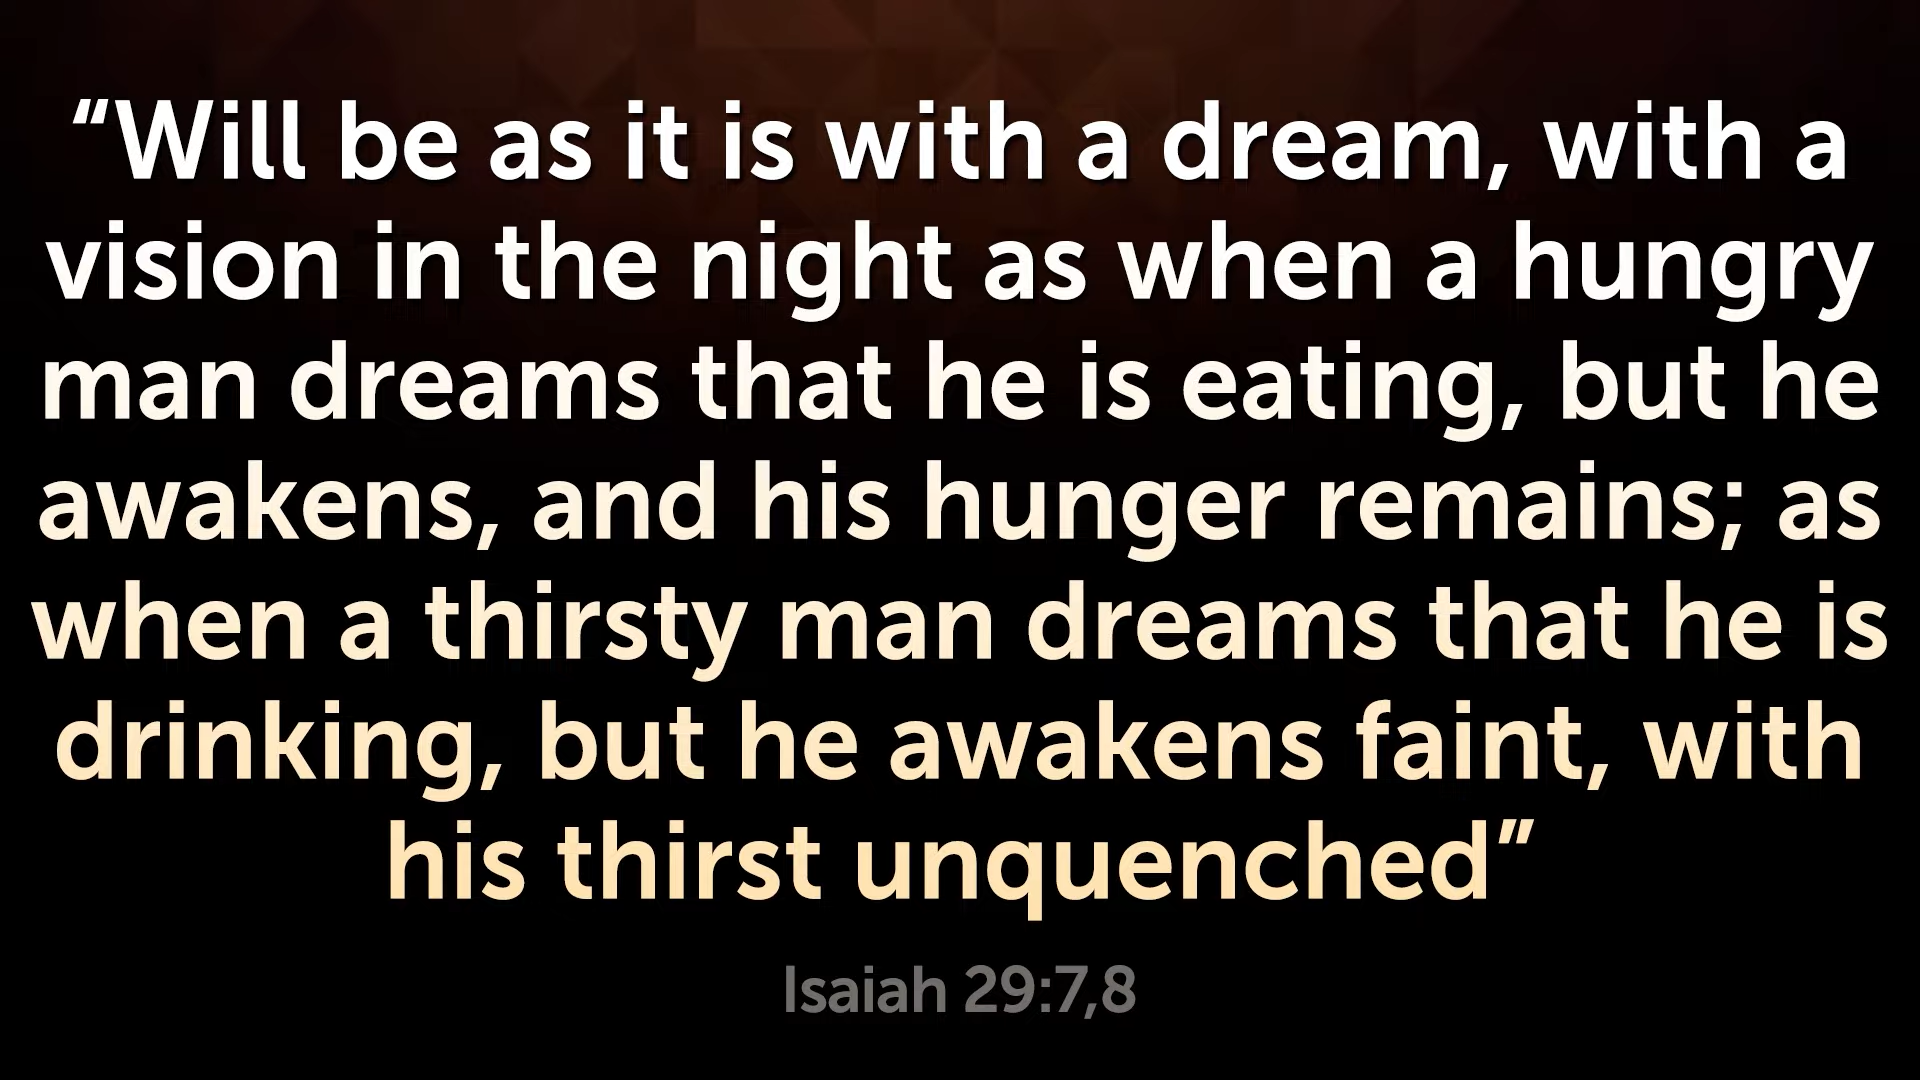 “Will be as it is with a dream, with a
vision in the night as when a hungry
man dreams that he is eating, but he
awakens, and his hunger remains; as
when a thirsty man dreams that he is
drinking, but he awakens faint, with
his thirst unquenched”
Isaiah 29:7,8